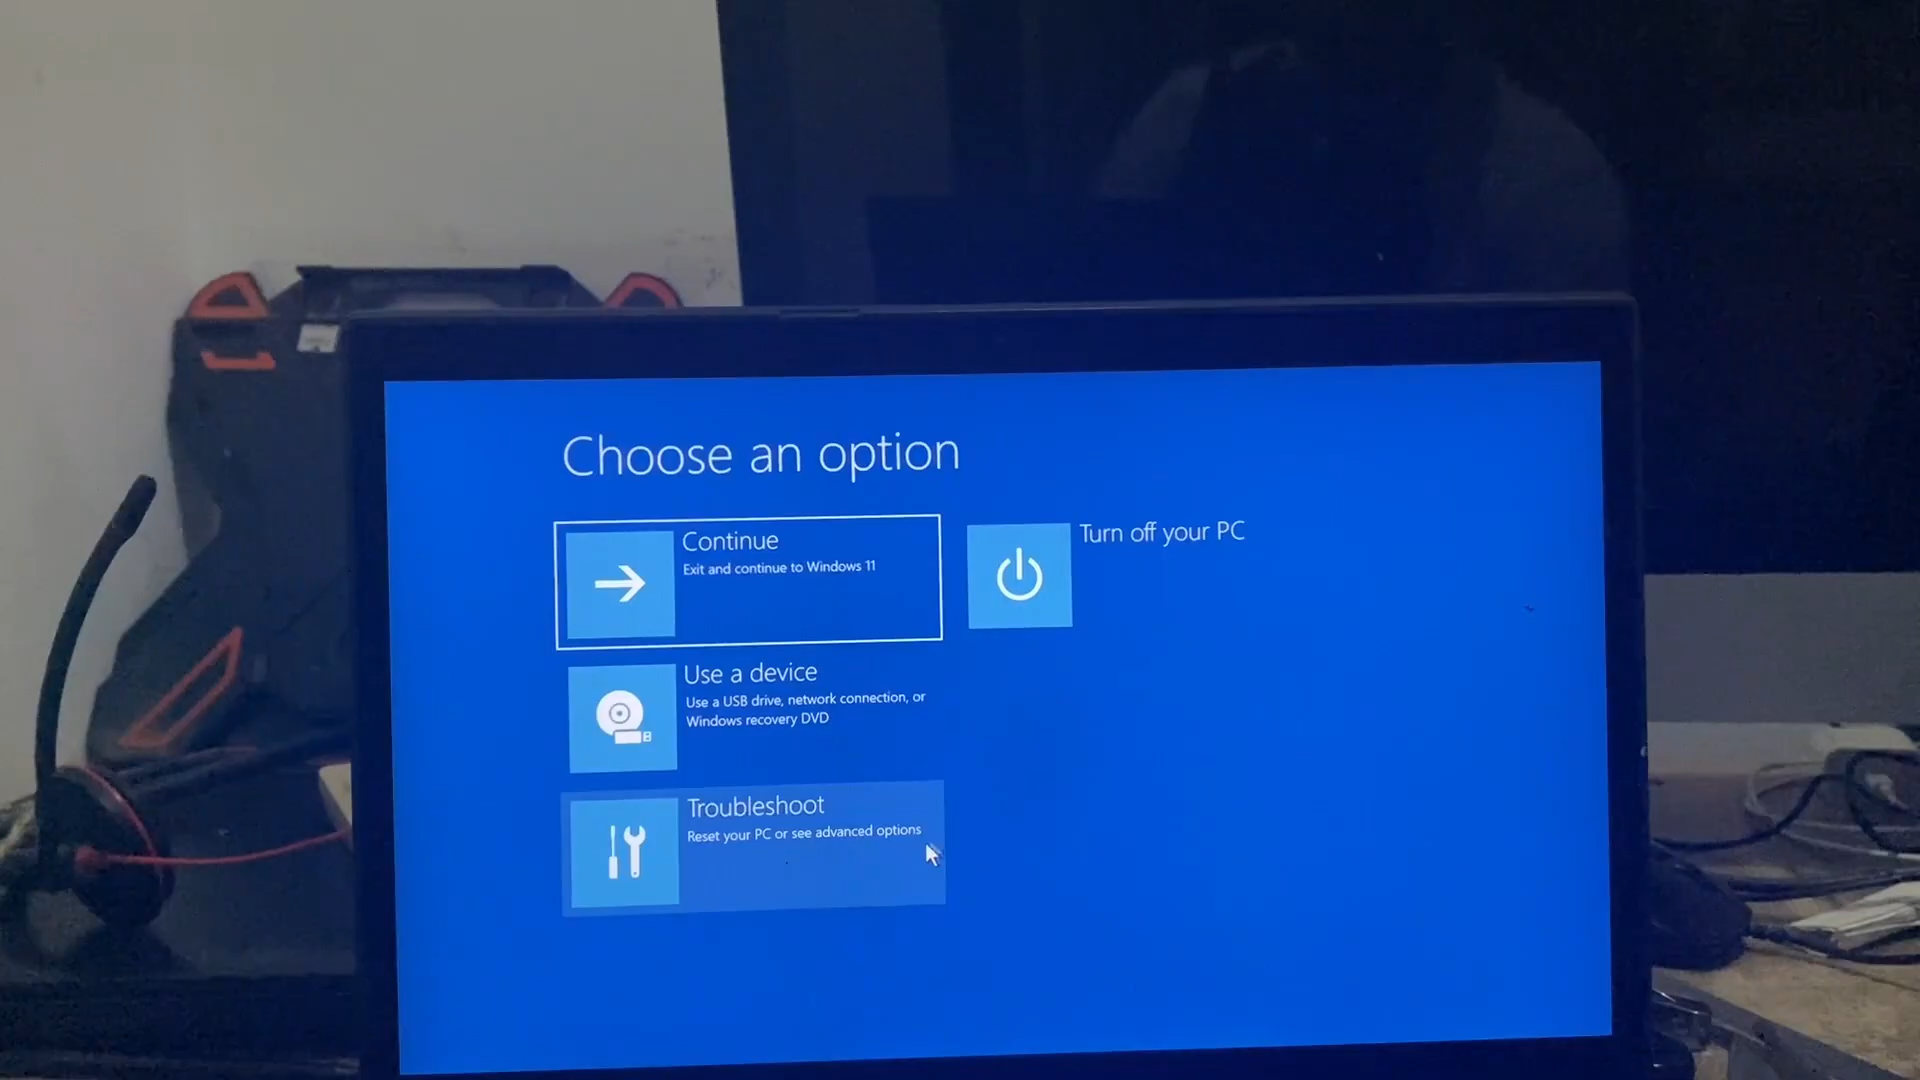 Choose an option
Continue
Exit and continue to Windows 11
Turn off your PC
Use a device
Use a USB drive, network connection, or
Windows recovery DVD
Troubleshoot
Reset your PC or see advanced options